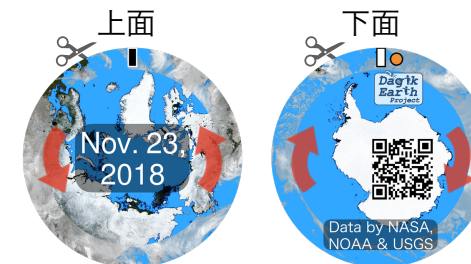 上面
下面
Nov. 23,
2018
Dagik
Earth
Project
Data by NASA,
NOAA & USGS